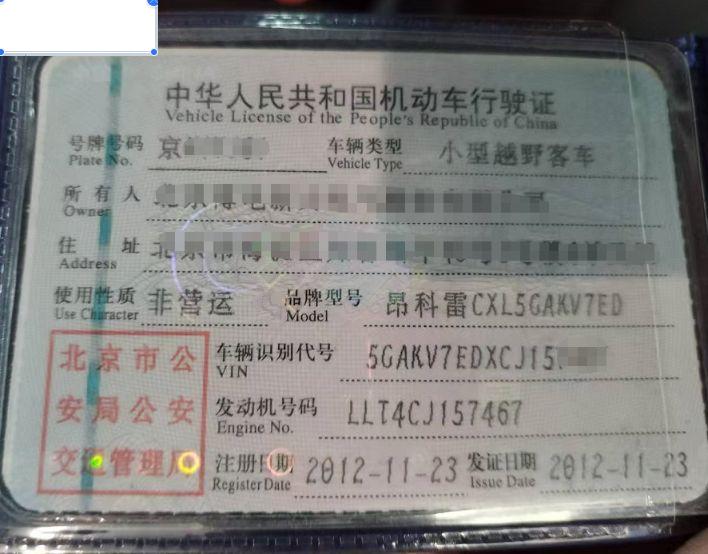 中华人民共和国机动车行驶证
Vehicle License of the People's Republic of China
号牌号码 京 车辆类型 小型越野客车
Plate No. Vehicle Type
所有人
Owner
住址
Address
使用性质 非营运 品牌型号 昂科雷CXL5GAKV7ED
Use Character Model
北京市公 车辆识别代号 5GAKV7EDXCJ15
VIN
安局公安 发动机号码 LLT4CJ157467
Engine No.
交通管理局 注册日期 2012-11-23 发证日期 2012-11-23
Register Date Issue Date